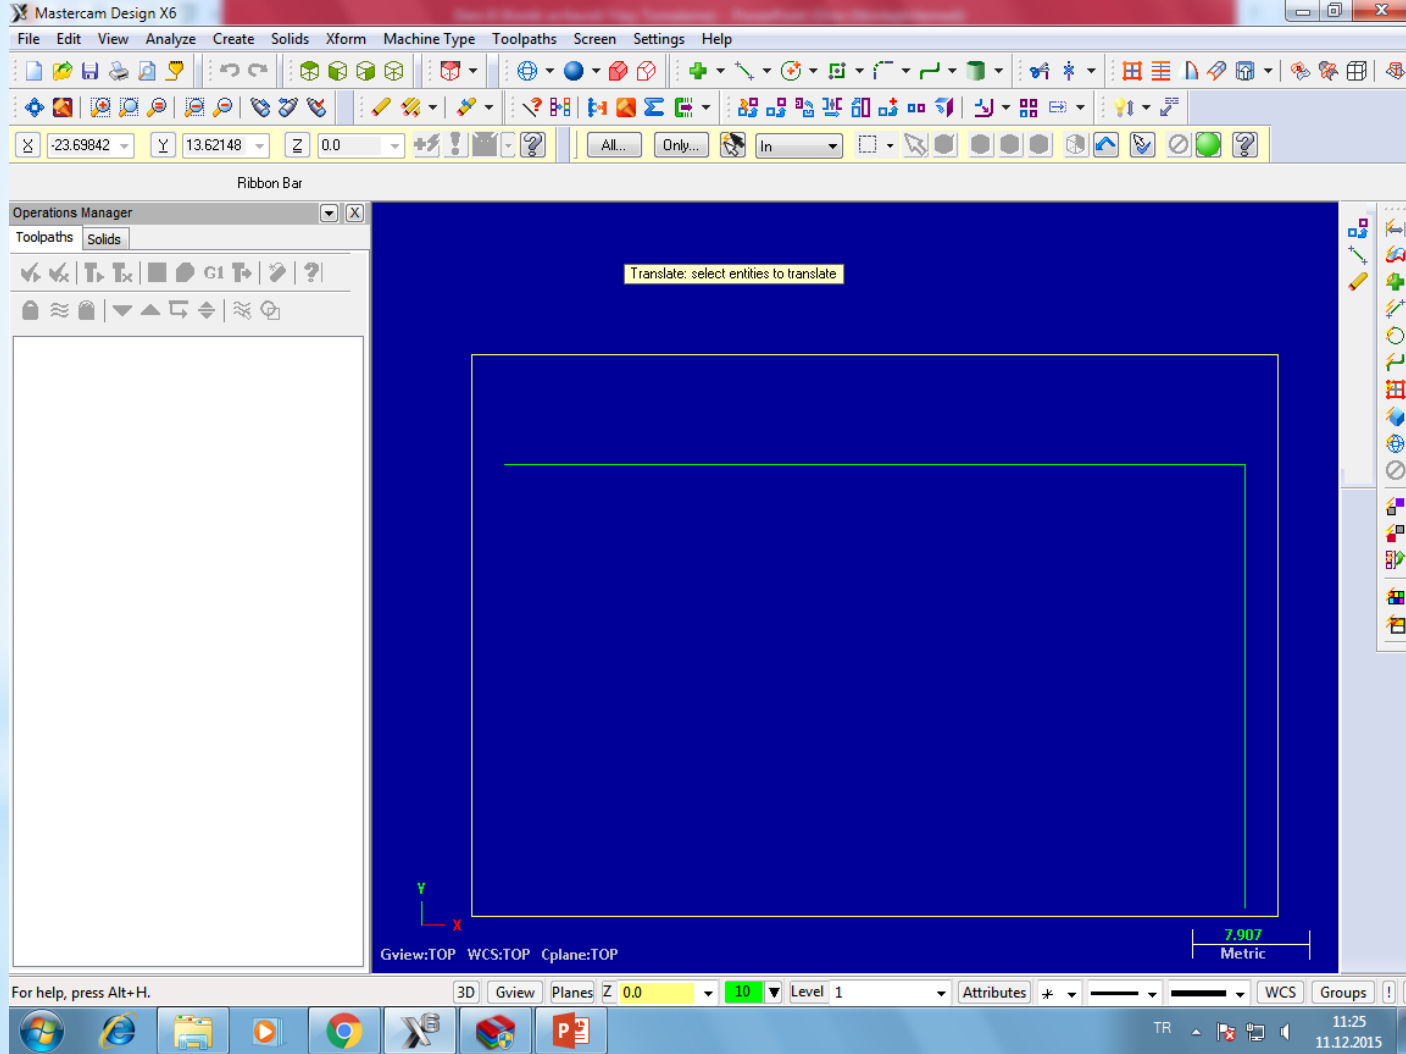 Mastercam Design X6
File Edit View Analyze Create Solids Xform Machine Type Toolpaths Screen Settings Help
X -23.69842 Y 13.62148 Z 0.0 All... Only... In
Ribbon Bar
Operations Manager
Toolpaths Solids
G1
Translate: select entities to translate
Y
X
7.907
Metric
Gview:TOP WCS:TOP Cplane:TOP
For help, press Alt+H. 3D Gview Planes Z 0.0 10 Level 1 Attributes WCS Groups !
TR 11:25
11.12.2015